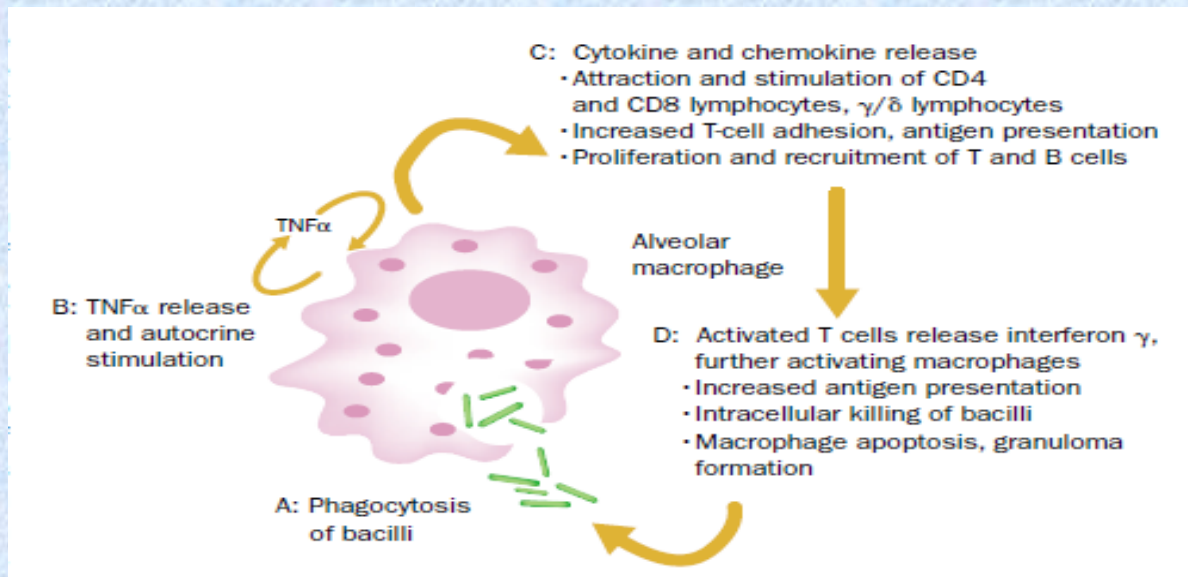 C: Cytokine and chemokine release
· Attraction and stimulation of CD4
and CD8 lymphocytes, γ/δ lymphocytes
· Increased T-cell adhesion, antigen presentation
· Proliferation and recruitment of T and B cells
TNFα
Alveolar
macrophage
B: TNFα release
and autocrine
stimulation
D: Activated T cells release interferon γ,
further activating macrophages
· Increased antigen presentation
· Intracellular killing of bacilli
· Macrophage apoptosis, granuloma
formation
A: Phagocytosis
of bacilli